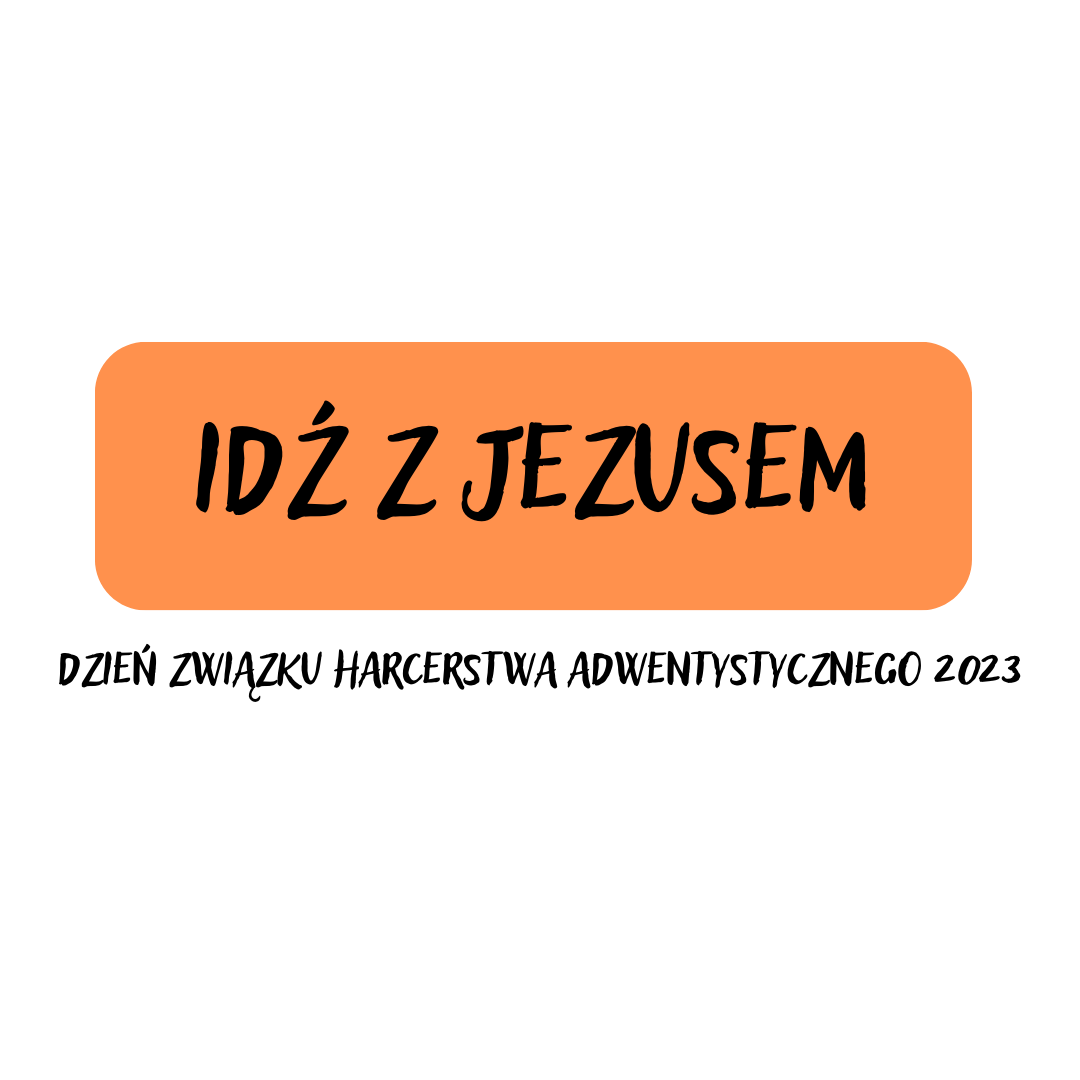 IDŹ Z JEZUSEM
DZIEŃ ZWIĄZKU HARCERSTWA ADWENTYSTYCZNEGO 2023